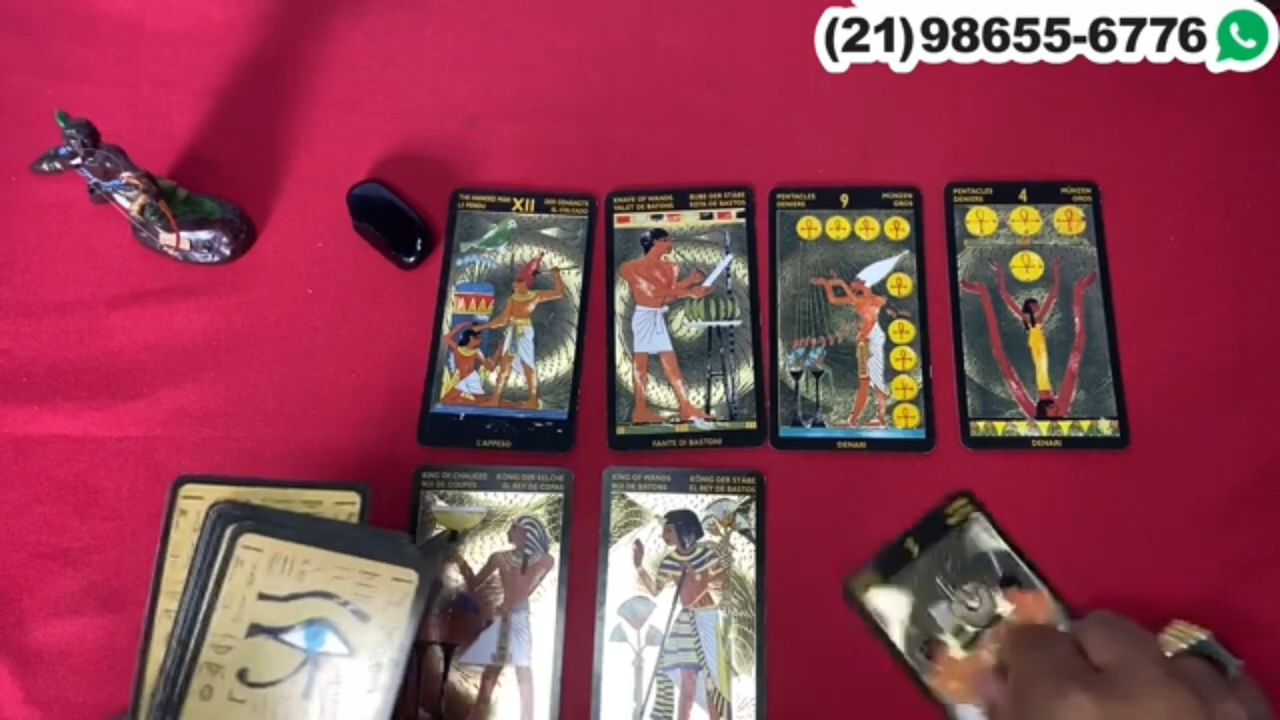 (21)98655-6776
THE HANGED MAN
LE PENDU
XII
DER GEHÄNGTE
EL COLGADO
L'APPESO
KNAVE OF WANDS
VALET DE BATONS
BUBE DER STÄBE
SOTA DE BASTOS
FANTE DI BASTONI
PENTACLES
DENIERS
9
MÜNZEN
OROS
DENARI
PENTACLES
DENIERS
4
MÜNZEN
OROS
DENARI
KING OF CHALICES
ROI DE COUPES
KÖNIG DER KELCHE
EL REY DE COPAS
KING OF WANDS
ROI DE BATONS
KÖNIG DER STÄBE
EL REY DE BASTOS